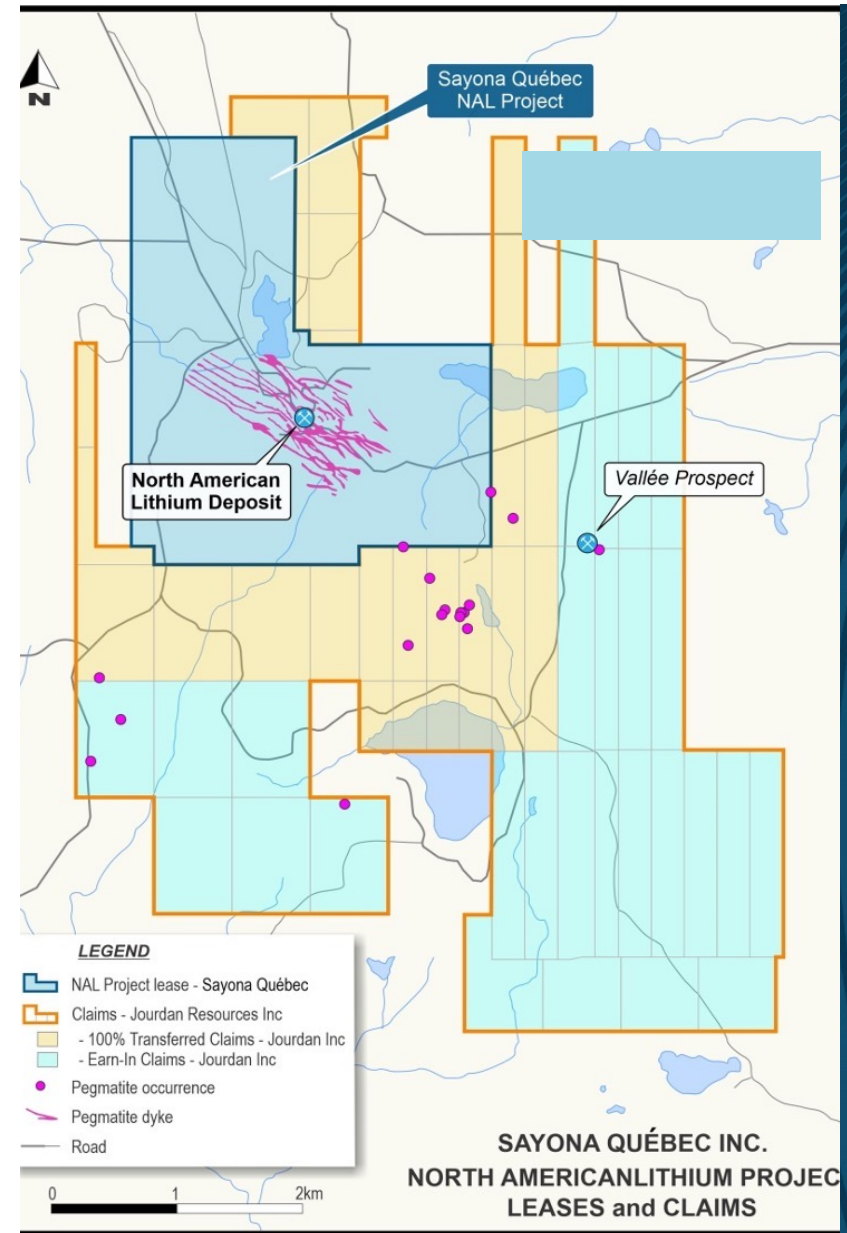 N
Sayona Québec
NAL Project
North American
Lithium Deposit
Vallée Prospect
LEGEND
NAL Project lease - Sayona Québec
Claims - Jourdan Resources Inc
- 100% Transferred Claims - Jourdan Inc
- Earn-In Claims - Jourdan Inc
Pegmatite occurrence
Pegmatite dyke
Road
0 1 2km
SAYONA QUÉBEC INC.
NORTH AMERICANLITHIUM PROJEC
LEASES and CLAIMS